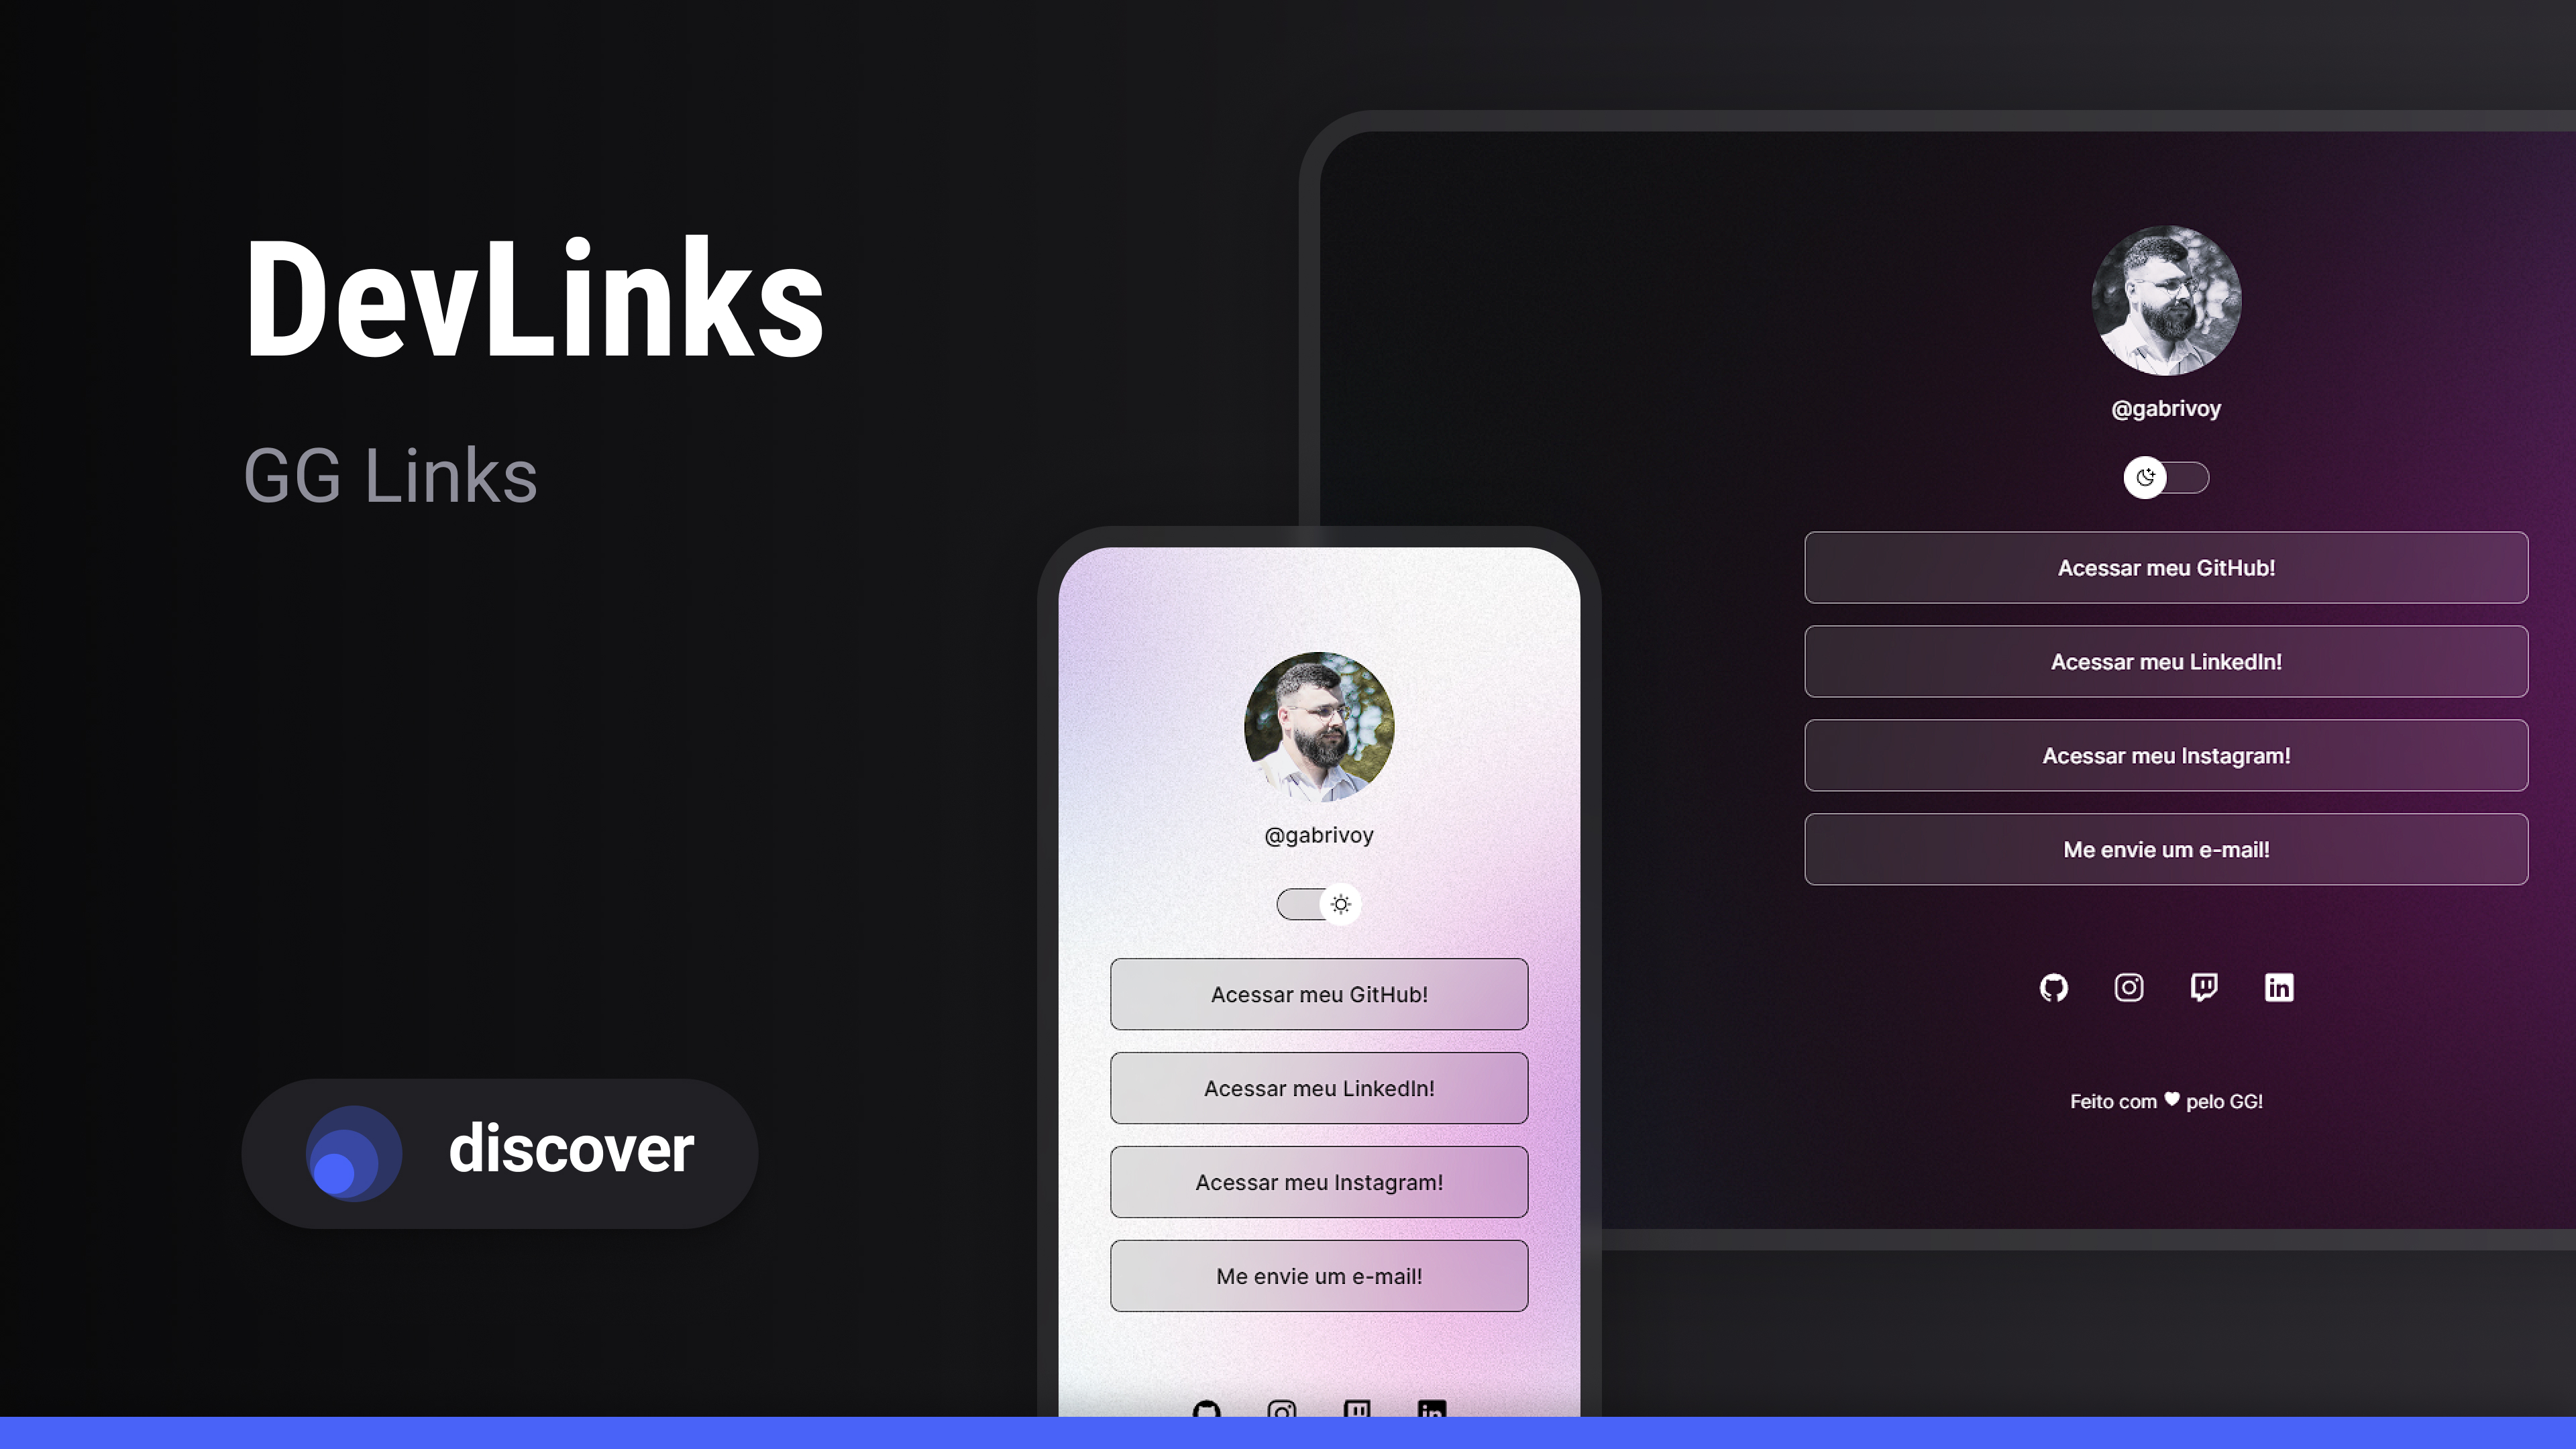 DevLinks
GG Links
discover
@gabrivoy
Acessar meu GitHub!
Acessar meu LinkedIn!
Acessar meu Instagram!
Me envie um e-mail!
@gabrivoy
Acessar meu GitHub!
Acessar meu LinkedIn!
Acessar meu Instagram!
Me envie um e-mail!
in
Feito com ♥ pelo GG!